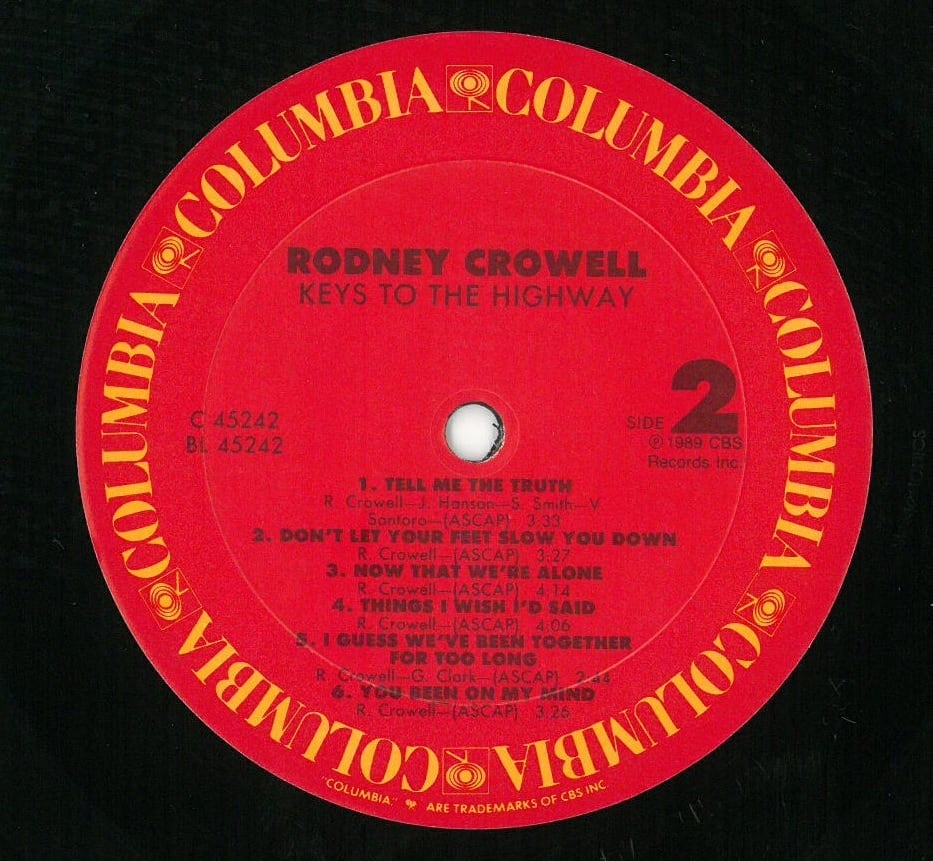 COLUMBIA COLUMBIA COLUMBIA COLUMBIA COLUMBIA COLUMBIA
RODNEY CROWELL
KEYS TO THE HIGHWAY
C 45242
BL 45242
SIDE 2
℗ 1989 CBS
Records Inc.
1. TELL ME THE TRUTH
R. Crowell—J. Hanson—S. Smith—V.
Santoro—(ASCAP) 3:33
2. DON'T LET YOUR FEET SLOW YOU DOWN
R. Crowell—(ASCAP) 3:27
3. NOW THAT WE'RE ALONE
R. Crowell—(ASCAP) 4:14
4. THINGS I WISH I'D SAID
R. Crowell—(ASCAP) 4:06
5. I GUESS WE'VE BEEN TOGETHER
FOR TOO LONG
R. Crowell—G. Clark—(ASCAP) 2:44
6. YOU BEEN ON MY MIND
R. Crowell—(ASCAP) 3:26
"COLUMBIA" ARE TRADEMARKS OF CBS INC.